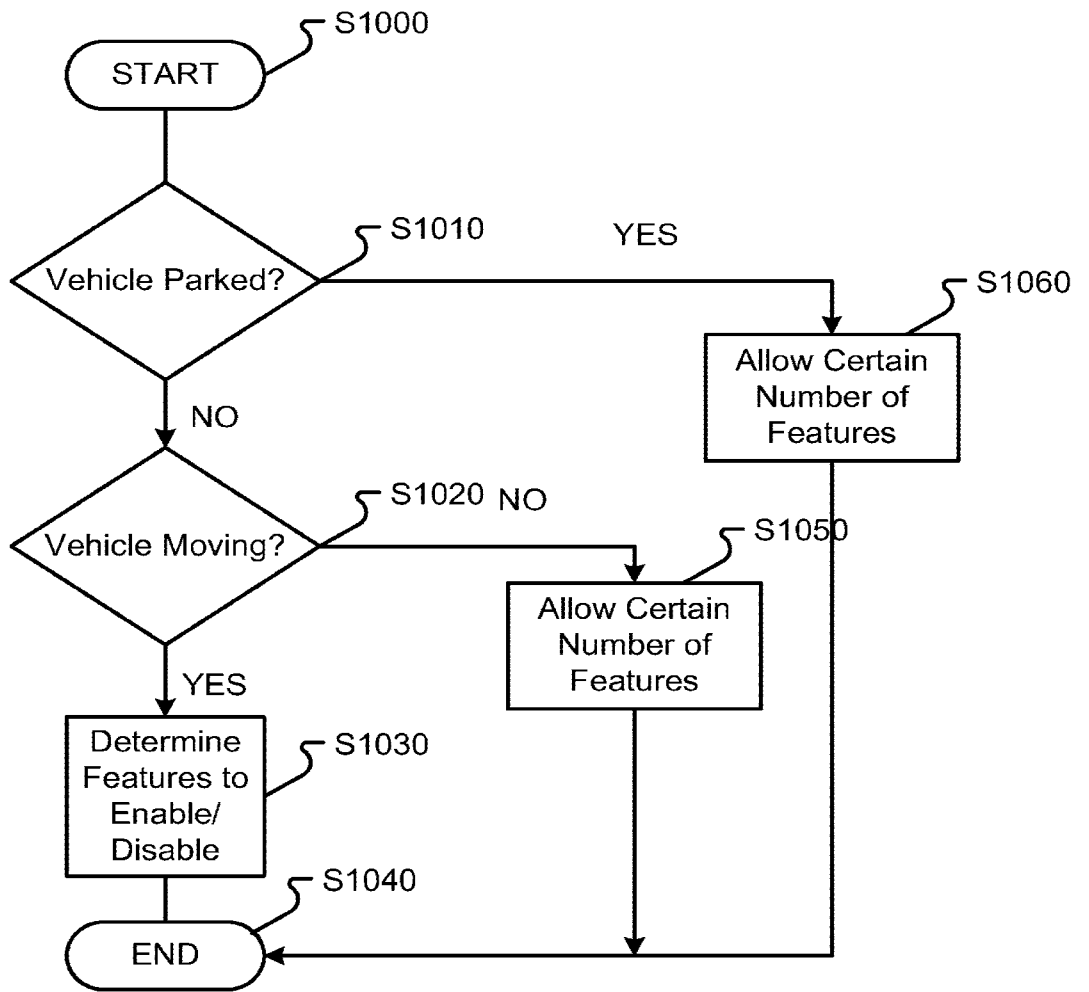 S1000
START
S1010
YES
Vehicle Parked?
S1060
Allow Certain
Number of
Features
NO
S1020
NO
Vehicle Moving?
S1050
Allow Certain
Number of
Features
YES
Determine
Features to
Enable/
Disable
S1030
S1040
END